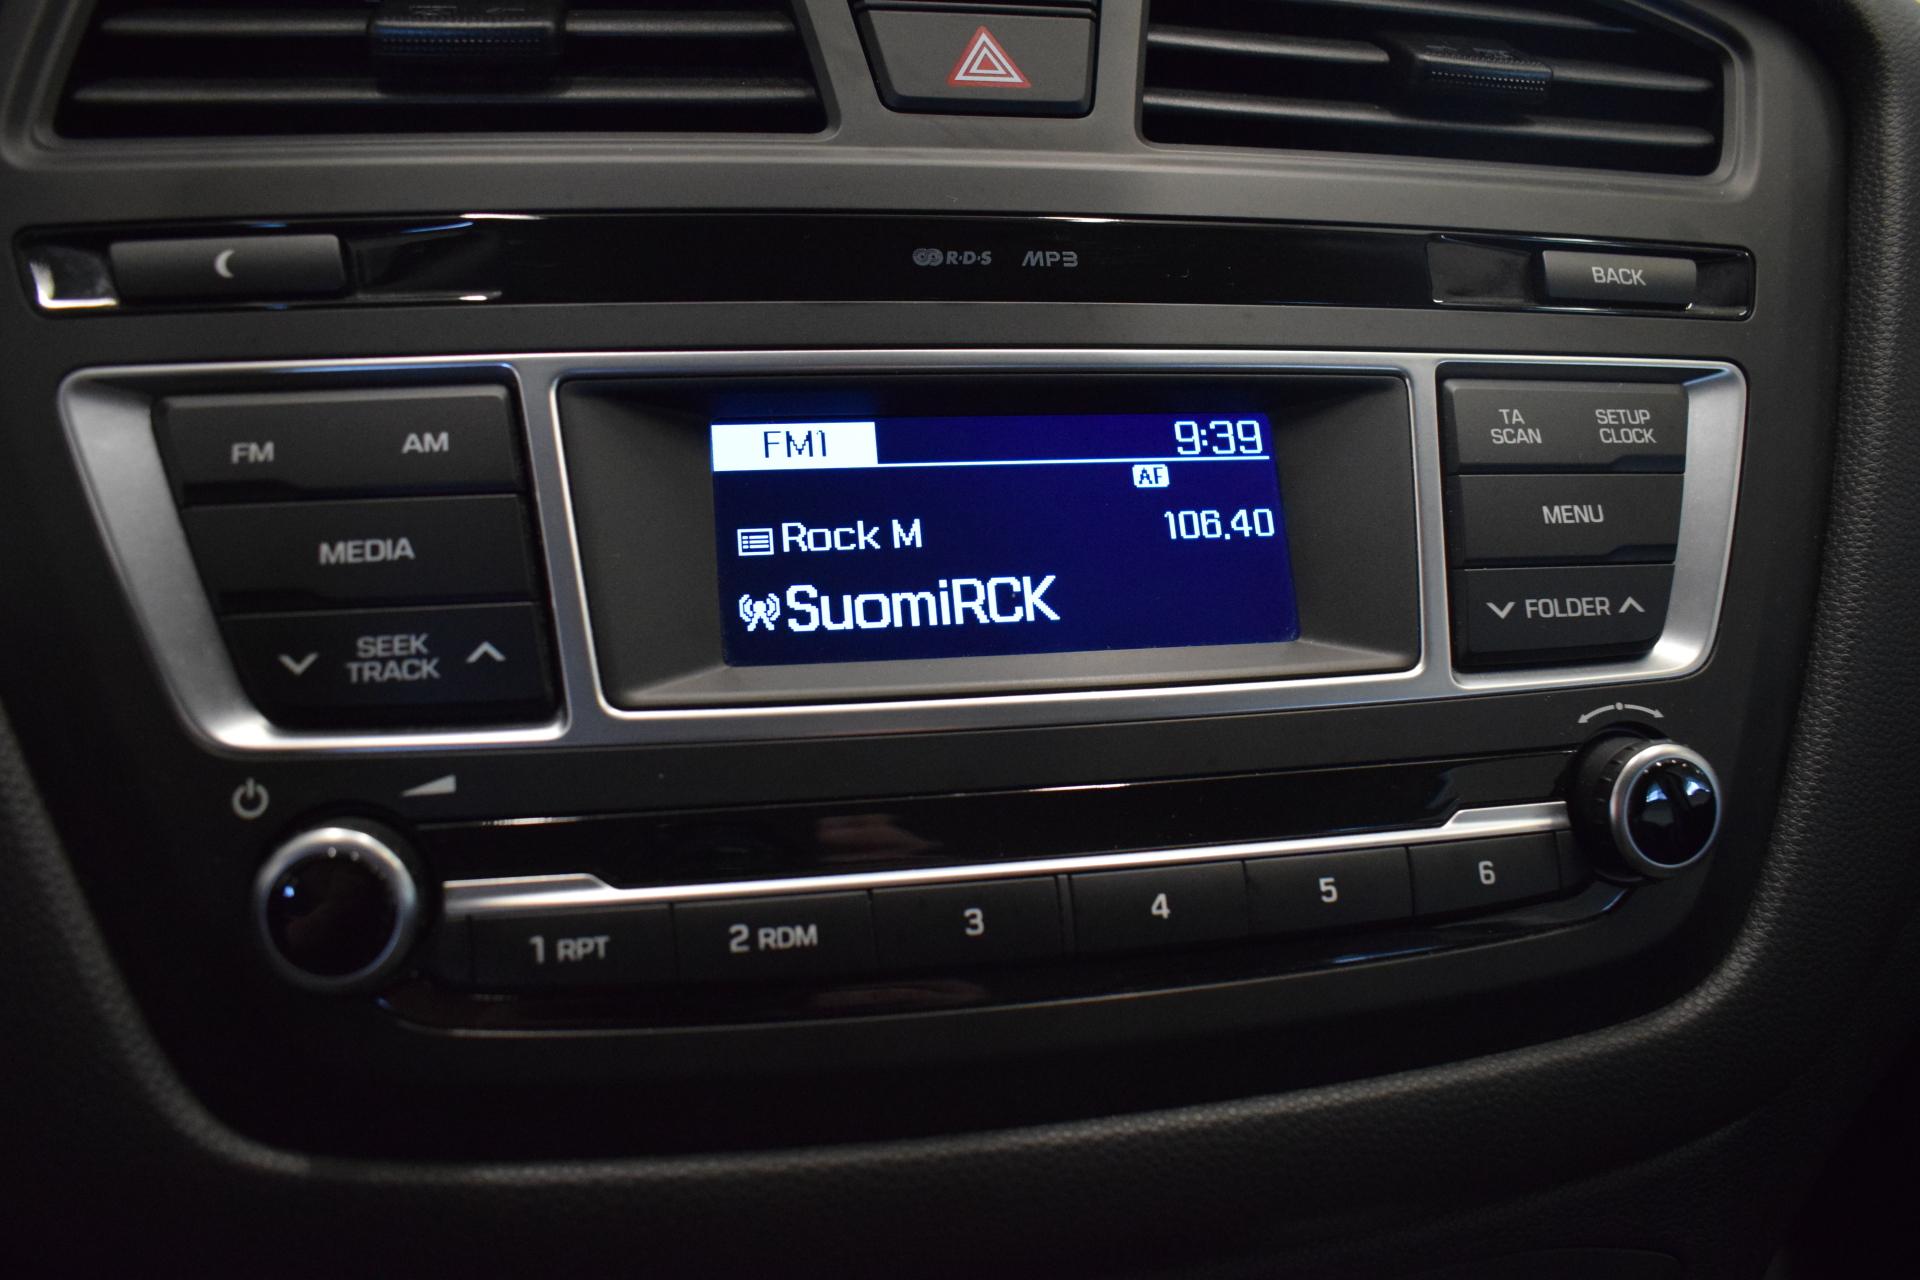 R·D·S MP3
BACK
FM AM
MEDIA
SEEK
TRACK
FM1 9:39
AF
Rock M 106.40
SuomiRCK
TA
SCAN
SETUP
CLOCK
MENU
FOLDER
1 RPT 2 RDM 3 4 5 6